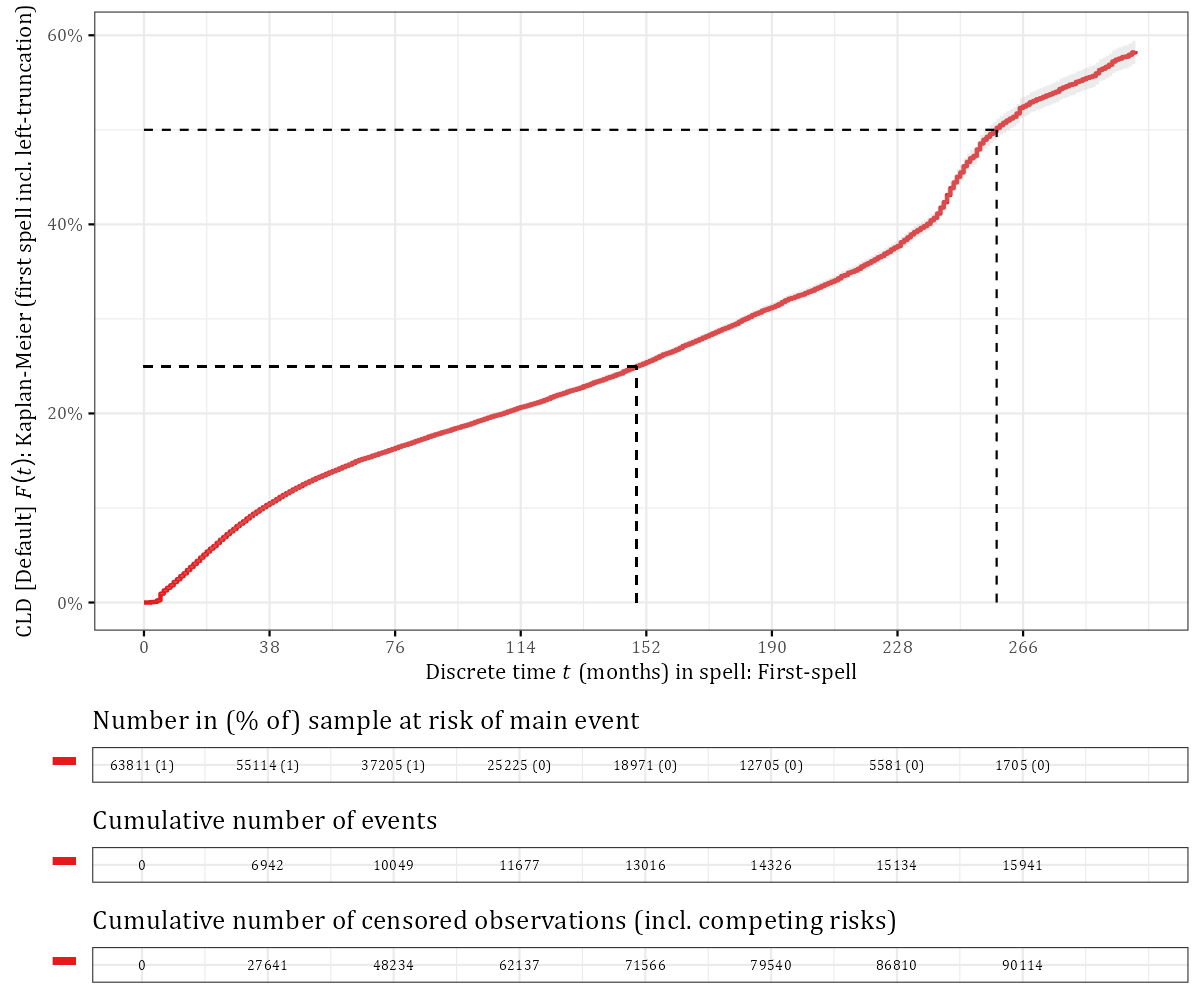 CLD [Default] F(t): Kaplan-Meier (first spell incl. left-truncation)
60%
40%
20%
0%
0 38 76 114 152 190 228 266
Discrete time t (months) in spell: First-spell
Number in (% of) sample at risk of main event
63811 (1) 55114 (1) 37205 (1) 25225 (0) 18971 (0) 12705 (0) 5581 (0) 1705 (0)
Cumulative number of events
0 6942 10049 11677 13016 14326 15134 15941
Cumulative number of censored observations (incl. competing risks)
0 27641 48234 62137 71566 79540 86810 90114